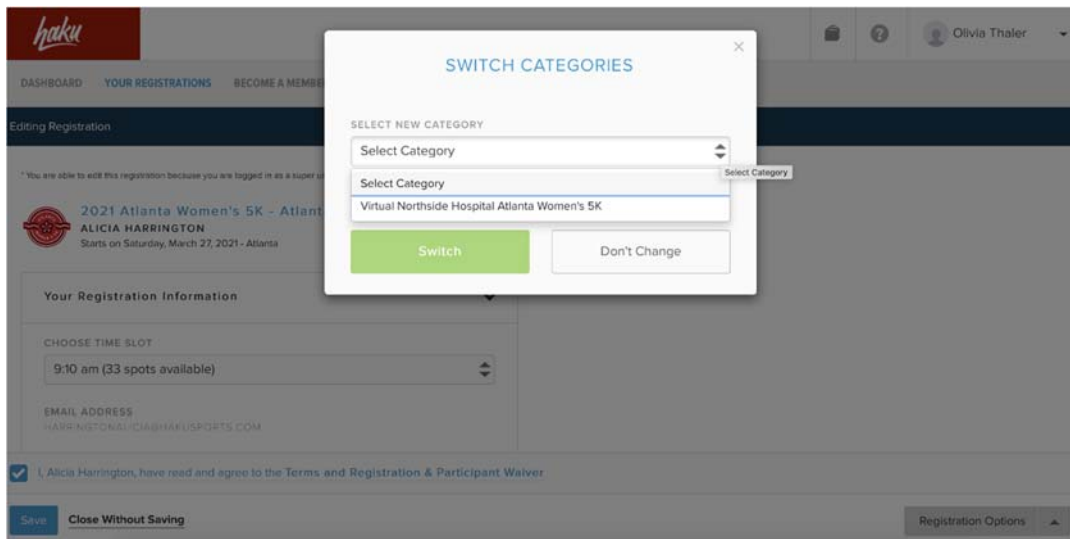 haku
Olivia Thaler
DASHBOARD YOUR REGISTRATIONS BECOME A MEMBE
Editing Registration
* You are able to edit this registration because you are logged in as a super u
2021 Atlanta Women's 5K - Atlant
ALICIA HARRINGTON
Starts on Saturday, March 27, 2021 - Atlanta
Your Registration Information
CHOOSE TIME SLOT
9:10 am (33 spots available)
EMAIL ADDRESS
HARRINGTONALICIA@HAKUSPORTS.COM
I, Alicia Harrington, have read and agree to the Terms and Registration & Participant Waiver
Save Close Without Saving
Registration Options
SWITCH CATEGORIES
SELECT NEW CATEGORY
Select Category
Select Category
Select Category
Virtual Northside Hospital Atlanta Women's 5K
Switch Don't Change